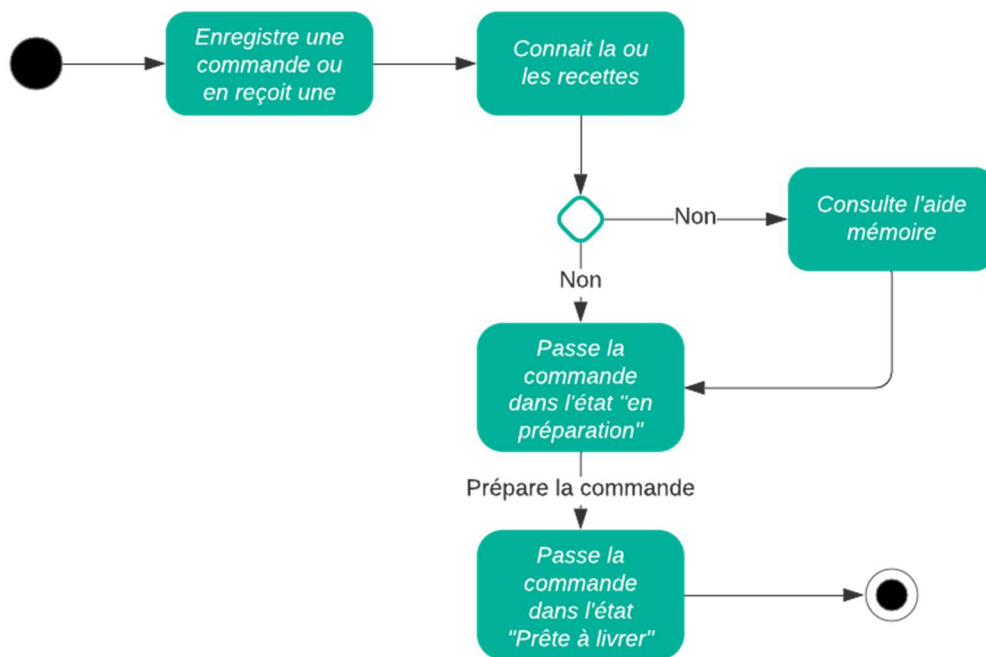 Enregistre une
commande ou
en reçoit une
Connait la ou
les recettes
Non
Consulte l'aide
mémoire
Non
Passe la
commande
dans l'état "en
préparation"
Prépare la commande
Passe la
commande
dans l'état
"Prête à livrer"